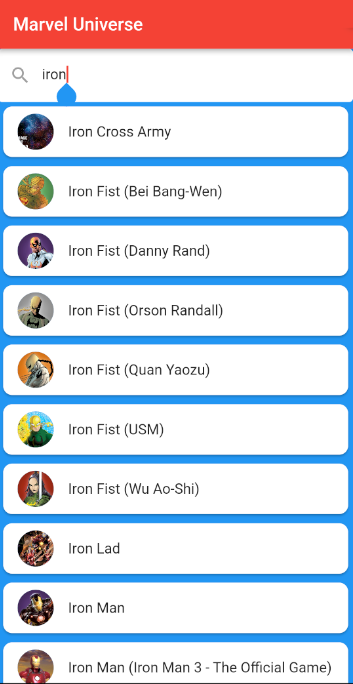 Marvel Universe
iron
Iron Cross Army
Iron Fist (Bei Bang-Wen)
Iron Fist (Danny Rand)
Iron Fist (Orson Randall)
Iron Fist (Quan Yaozu)
Iron Fist (USM)
Iron Fist (Wu Ao-Shi)
Iron Lad
Iron Man
Iron Man (Iron Man 3 - The Official Game)